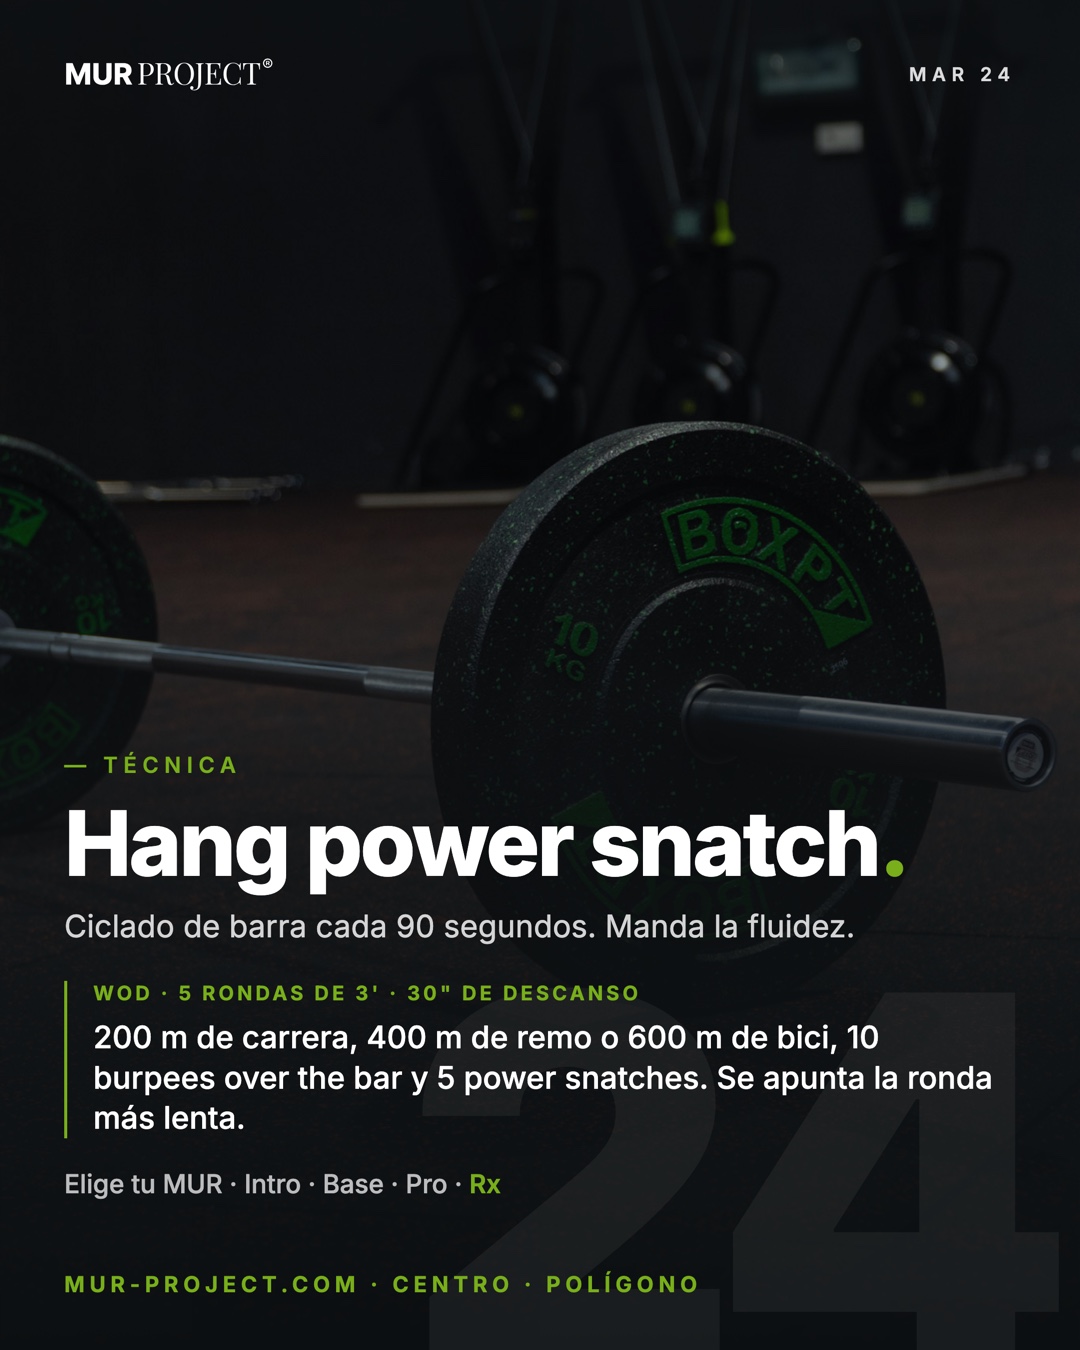 MUR PROJECT®
MAR 24
BOXPT
10
KG
— TÉCNICA
Hang power snatch.
Ciclado de barra cada 90 segundos. Manda la fluidez.
WOD · 5 RONDAS DE 3' · 30" DE DESCANSO
200 m de carrera, 400 m de remo o 600 m de bici, 10
burpees over the bar y 5 power snatches. Se apunta la ronda
más lenta.
Elige tu MUR · Intro · Base · Pro · Rx
MUR-PROJECT.COM · CENTRO · POLÍGONO
24